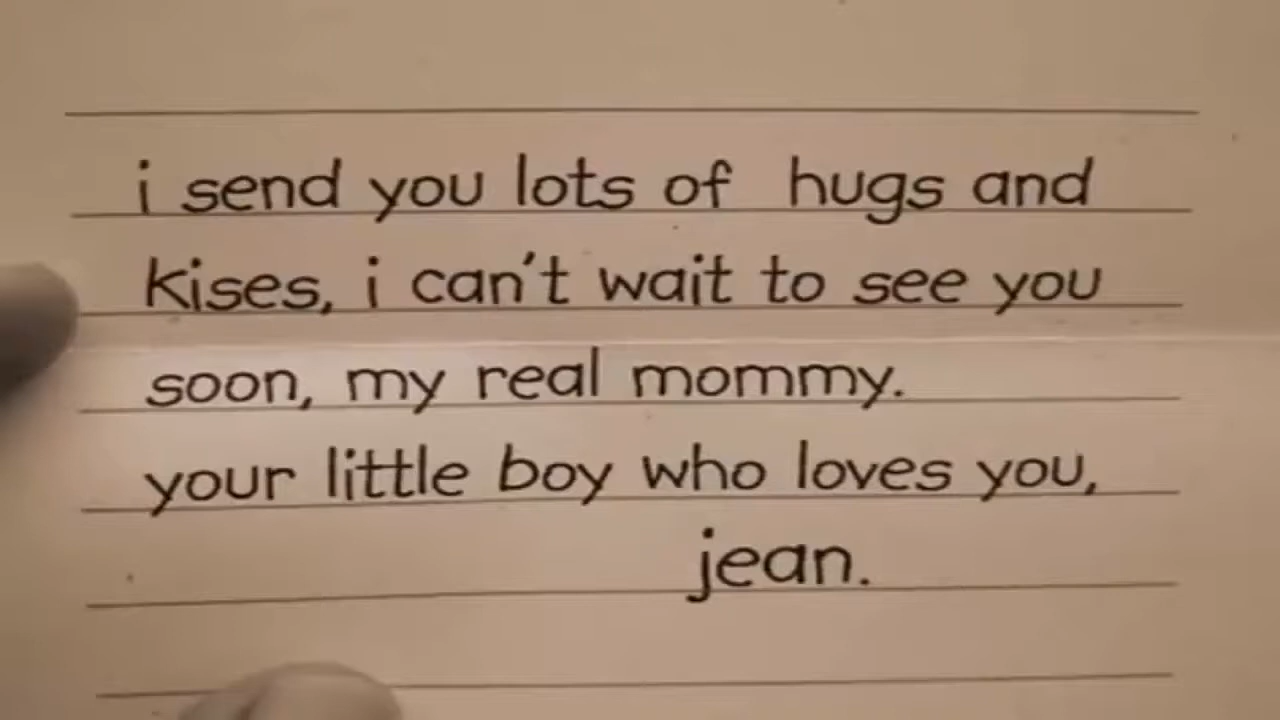 i send you lots of hugs and
kises, i can't wait to see you
soon, my real mommy.
your little boy who loves you,
jean.